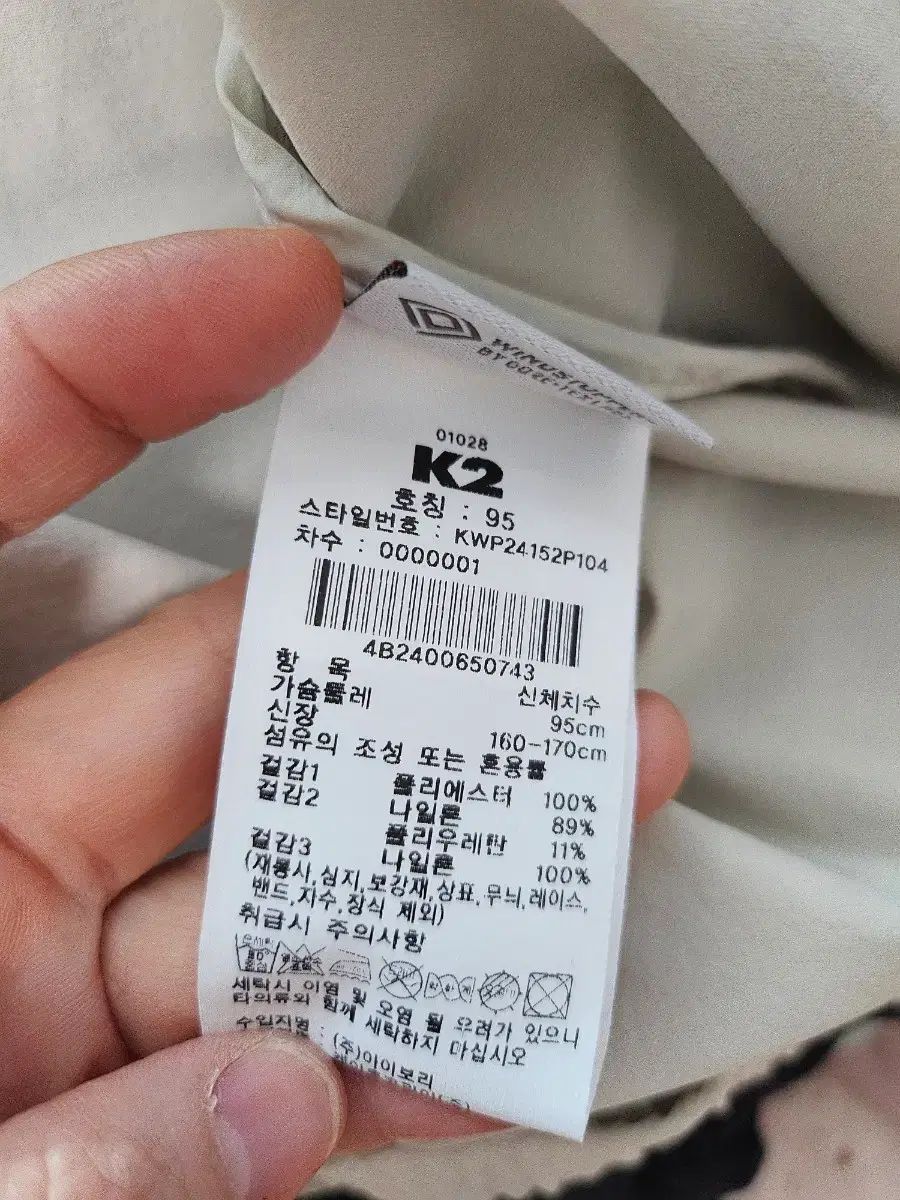 WINDSTOPPER
BY GORE-TEX LABS
01028
K2
호칭 : 95
스타일번호 : KWP24152P104
차수 : 0000001
4B2400650743
항 목 신체치수
가슴둘레 95cm
신장 160-170cm
섬유의 조성 또는 혼용률
겉감1 폴리에스터 100%
겉감2 나일론 89%
폴리우레탄 11%
겉감3 나일론 100%
(재봉사,심지,보강재,상표,무늬,레이스,
밴드,자수,장식 제외)
취급시 주의사항
세탁시 이염 및 오염 될 우려가 있으니
타의류와 함께 세탁하지 마십시오
수입자명 : (주)아이보리